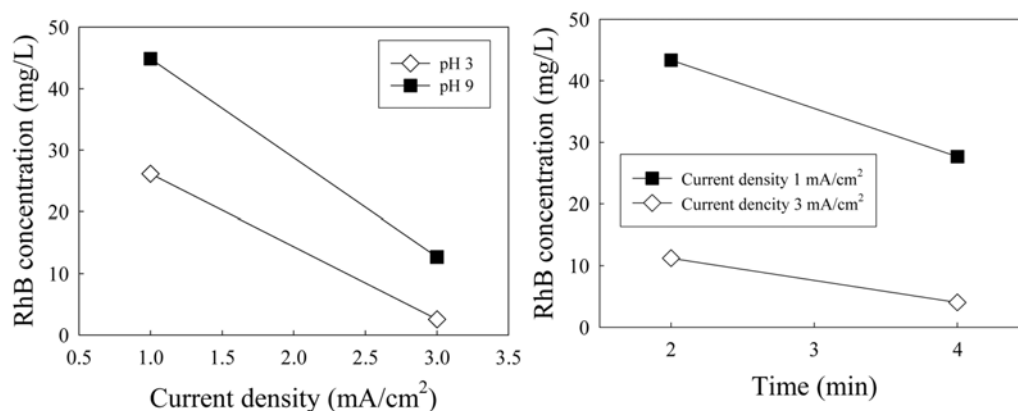 RhB concentration (mg/L)
50
40
30
20
10
0
pH 3
pH 9
0.5 1.0 1.5 2.0 2.5 3.0 3.5
Current density (mA/cm²)
RhB concentration (mg/L)
50
40
30
20
10
0
Current density 1 mA/cm²
Current dencity 3 mA/cm²
2 3 4
Time (min)